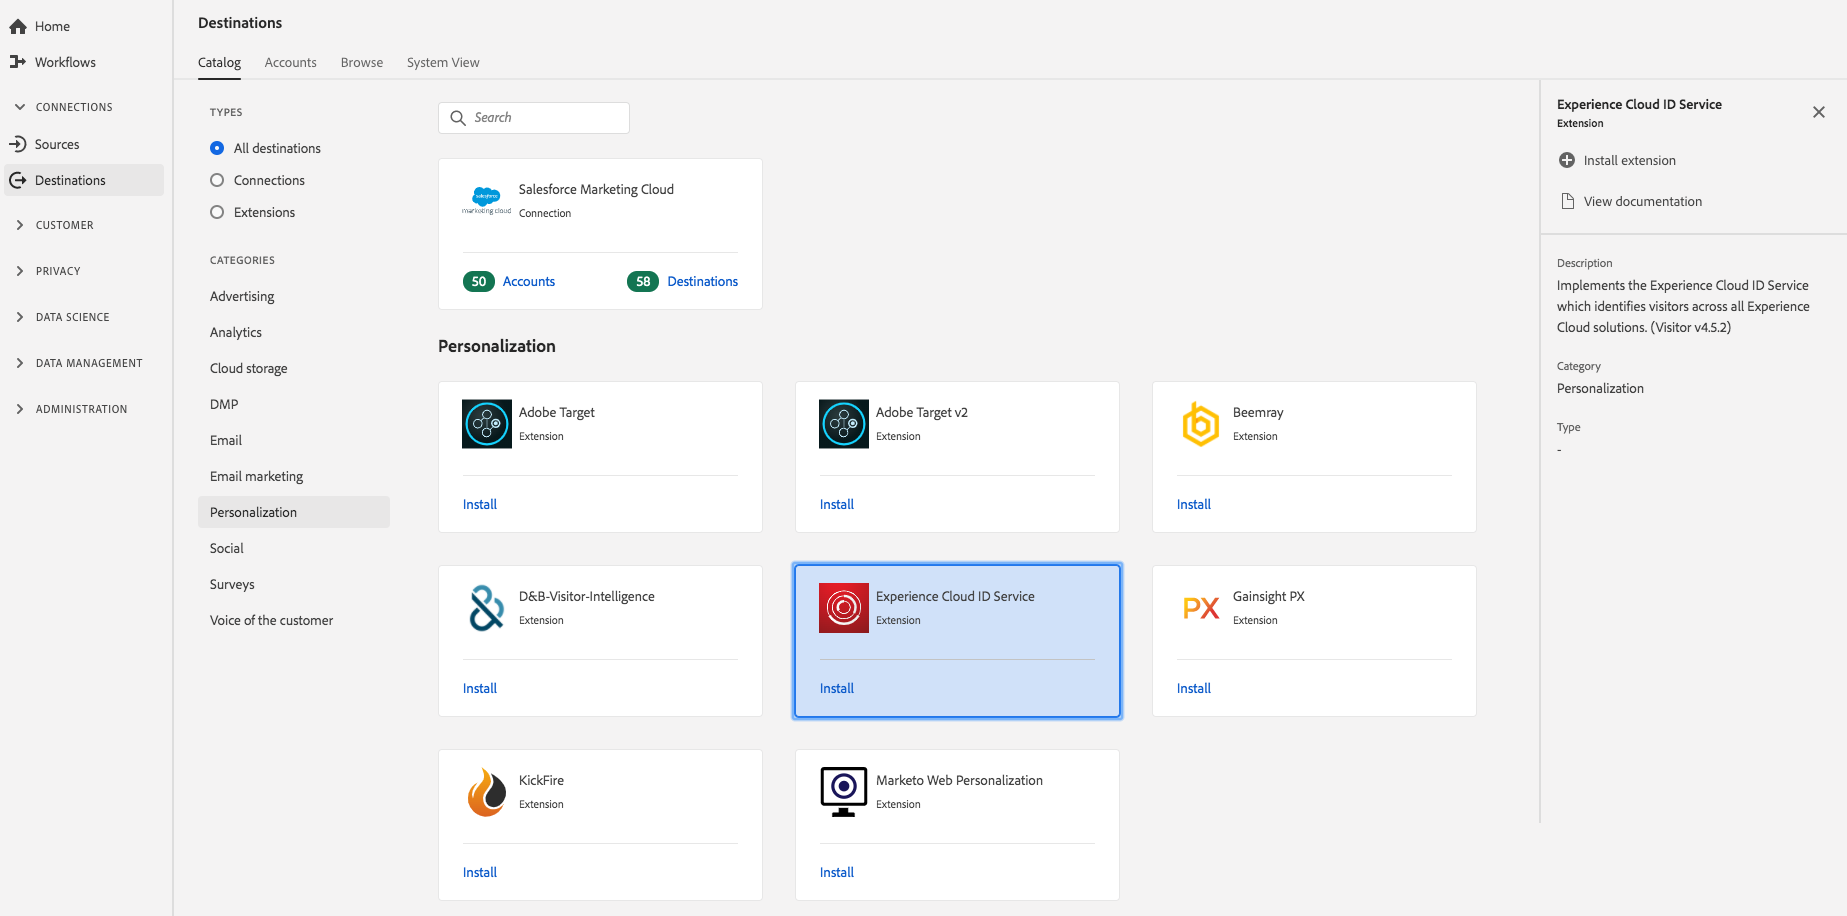 Home
Workflows
CONNECTIONS
Sources
Destinations
CUSTOMER
PRIVACY
DATA SCIENCE
DATA MANAGEMENT
ADMINISTRATION
Destinations
Catalog Accounts Browse System View
TYPES
All destinations
Connections
Extensions
CATEGORIES
Advertising
Analytics
Cloud storage
DMP
Email
Email marketing
Personalization
Social
Surveys
Voice of the customer
Search
salesforce
marketing cloud
Salesforce Marketing Cloud
Connection
50 Accounts 58 Destinations
Personalization
Adobe Target
Extension
Install
Adobe Target v2
Extension
Install
Beemray
Extension
Install
D&B-Visitor-Intelligence
Extension
Install
Experience Cloud ID Service
Extension
Install
PX
Gainsight PX
Extension
Install
KickFire
Extension
Install
Marketo Web Personalization
Extension
Install
Experience Cloud ID Service
Extension
Install extension
View documentation
Description
Implements the Experience Cloud ID Service
which identifies visitors across all Experience
Cloud solutions. (Visitor v4.5.2)
Category
Personalization
Type
-